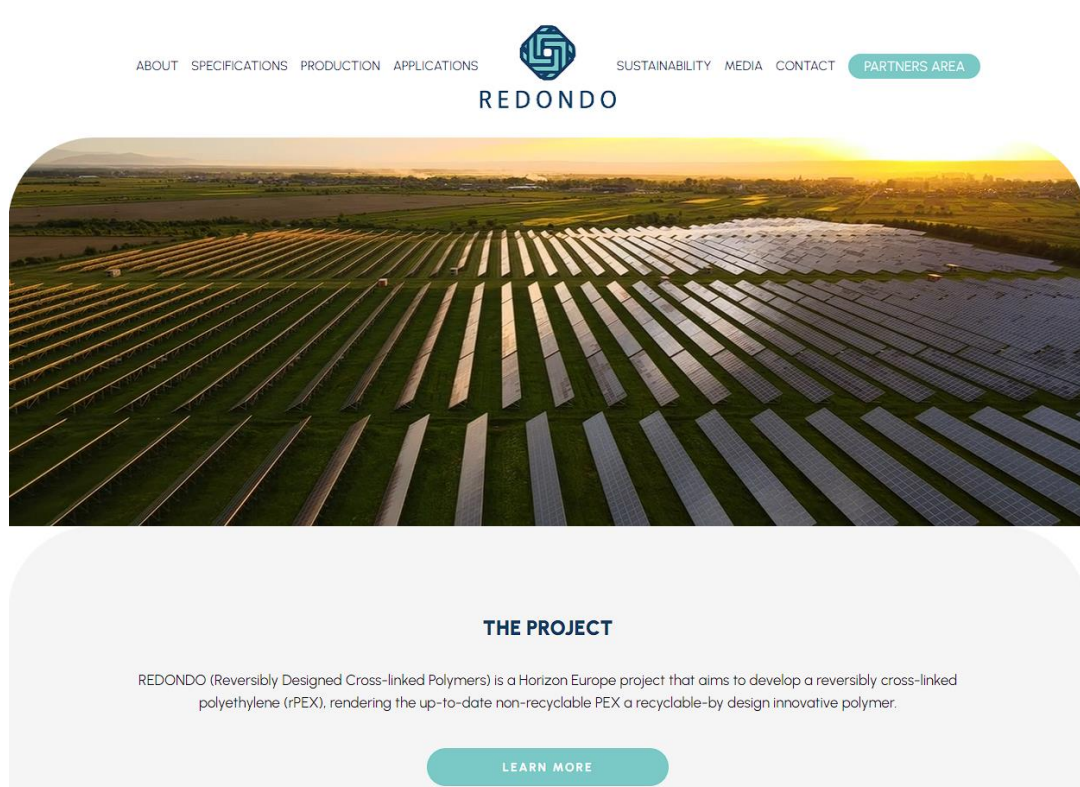 ABOUT SPECIFICATIONS PRODUCTION APPLICATIONS REDONDO SUSTAINABILITY MEDIA CONTACT PARTNERS AREA
THE PROJECT
REDONDO (Reversibly Designed Cross-linked Polymers) is a Horizon Europe project that aims to develop a reversibly cross-linked
polyethylene (rPEX), rendering the up-to-date non-recyclable PEX a recyclable-by design innovative polymer.
LEARN MORE